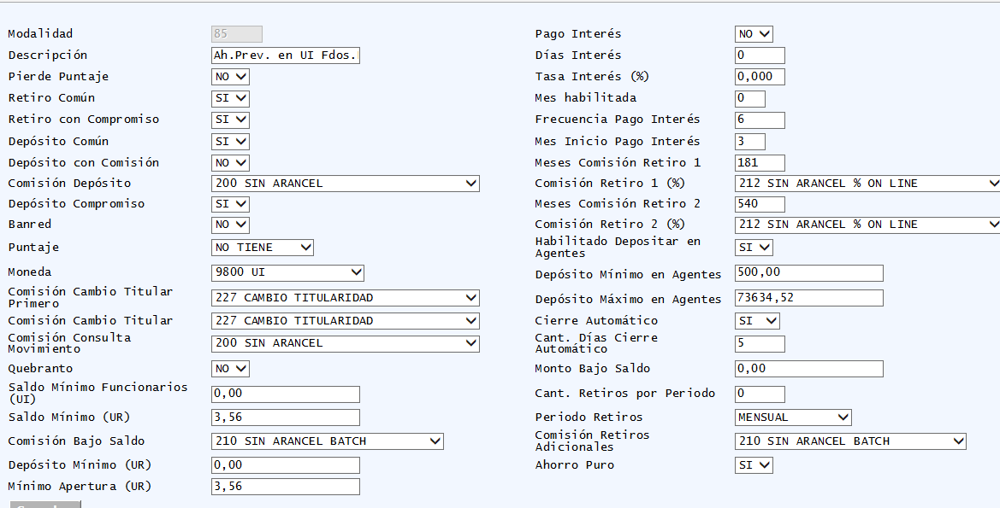 Modalidad 85
Descripción Ah.Prev. en UI Fdos.
Pierde Puntaje NO
Retiro Común SI
Retiro con Compromiso SI
Depósito Común SI
Depósito con Comisión NO
Comisión Depósito 200 SIN ARANCEL
Depósito Compromiso SI
Banred NO
Puntaje NO TIENE
Moneda 9800 UI
Comisión Cambio Titular
Primero 227 CAMBIO TITULARIDAD
Comisión Cambio Titular 227 CAMBIO TITULARIDAD
Comisión Consulta
Movimiento 200 SIN ARANCEL
Quebranto NO
Saldo Mínimo Funcionarios
(UI) 0,00
Saldo Mínimo (UR) 3,56
Comisión Bajo Saldo 210 SIN ARANCEL BATCH
Depósito Mínimo (UR) 0,00
Mínimo Apertura (UR) 3,56
Pago Interés NO
Días Interés 0
Tasa Interés (%) 0,000
Mes habilitada 0
Frecuencia Pago Interés 6
Mes Inicio Pago Interés 3
Meses Comisión Retiro 1 181
Comisión Retiro 1 (%) 212 SIN ARANCEL % ON LINE
Meses Comisión Retiro 2 540
Comisión Retiro 2 (%) 212 SIN ARANCEL % ON LINE
Habilitado Depositar en
Agentes SI
Depósito Mínimo en Agentes 500,00
Depósito Máximo en Agentes 73634,52
Cierre Automático SI
Cant. Días Cierre
Automático 5
Monto Bajo Saldo 0,00
Cant. Retiros por Periodo 0
Periodo Retiros MENSUAL
Comisión Retiros
Adicionales 210 SIN ARANCEL BATCH
Ahorro Puro SI